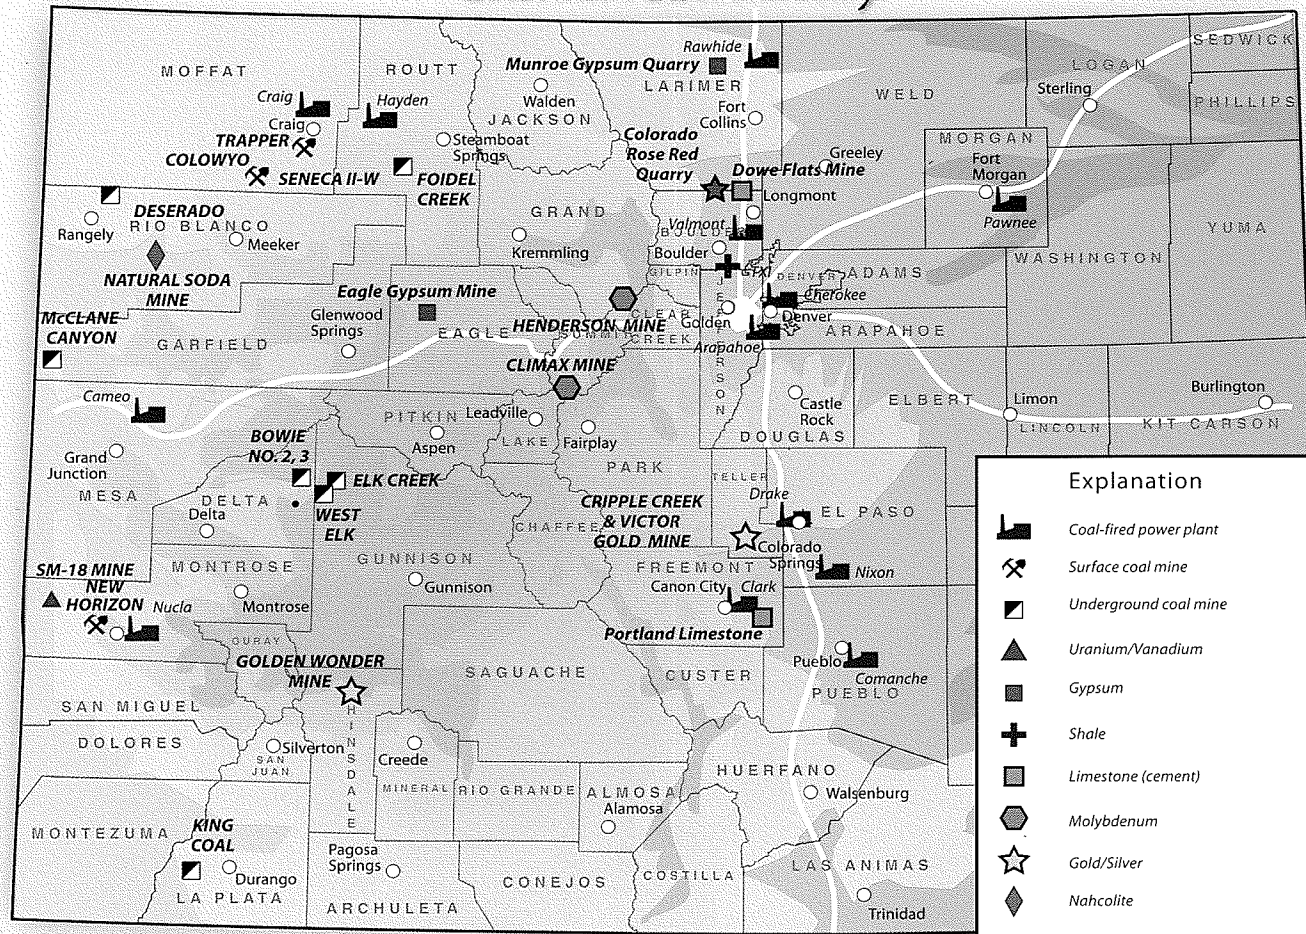 MOFFAT
ROUTT
Rawhide
Munroe Gypsum Quarry
LARIMER
SEDWICK
LOGAN
Sterling
PHILLIPS
WELD
Craig
Hayden
Walden
JACKSON
Fort
Collins
Craig
TRAPPER
COLOWYO
Steamboat
Springs
Colorado
Rose Red
Quarry
Dowe Flats Mine
Greeley
MORGAN
Fort
Morgan
Pawnee
SENECA II-W
FOIDEL
CREEK
Longmont
DESERADO
RIO BLANCO
Rangely
Meeker
GRAND
Kremmling
Valmont
BOULDER
Boulder
YUMA
WASHINGTON
NATURAL SODA
MINE
GILPIN
TXI
DENVER
ADAMS
Cherokee
McCLANE
CANYON
Eagle Gypsum Mine
Glenwood
Springs
GARFIELD
EAGLE
HENDERSON MINE
SUMMIT
CLEAR
CREEK
Golden
Denver
Arapahoe
ARAPAHOE
JEFFERSON
CLIMAX MINE
Cameo
PITKIN
Leadville
Aspen
LAKE
Fairplay
Castle
Rock
DOUGLAS
ELBERT
Limon
LINCOLN
Burlington
KIT CARSON
BOWIE
NO. 2, 3
Grand
Junction
MESA
DELTA
Delta
ELK CREEK
WEST
ELK
PARK
TELLER
Drake
EL PASO
CRIPPLE CREEK
& VICTOR
GOLD MINE
CHAFFEE
Colorado
Springs
Nixon
GUNNISON
Gunnison
FREEMONT
Canon City
Clark
Portland Limestone
SM-18 MINE
NEW
HORIZON
Nucla
MONTROSE
Montrose
OURAY
GOLDEN WONDER
MINE
SAGUACHE
CUSTER
Pueblo
Comanche
PUEBLO
SAN MIGUEL
DOLORES
Silverton
SAN
JUAN
HINSDALE
Creede
MINERAL
RIO GRANDE
ALMOSA
Alamosa
HUERFANO
Walsenburg
MONTEZUMA
KING
COAL
Durango
LA PLATA
Pagosa
Springs
ARCHULETA
CONEJOS
COSTILLA
LAS ANIMAS
Trinidad
Explanation
Coal-fired power plant
Surface coal mine
Underground coal mine
Uranium/Vanadium
Gypsum
Shale
Limestone (cement)
Molybdenum
Gold/Silver
Nahcolite